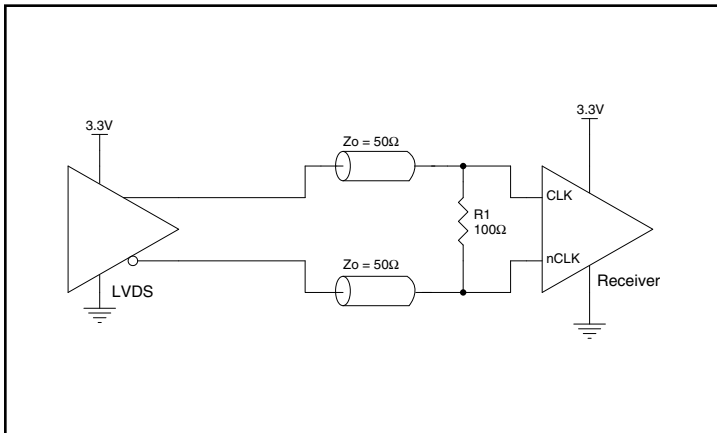 3.3V
3.3V
Zo = 50Ω
CLK
R1
100Ω
Zo = 50Ω
nCLK
LVDS
Receiver